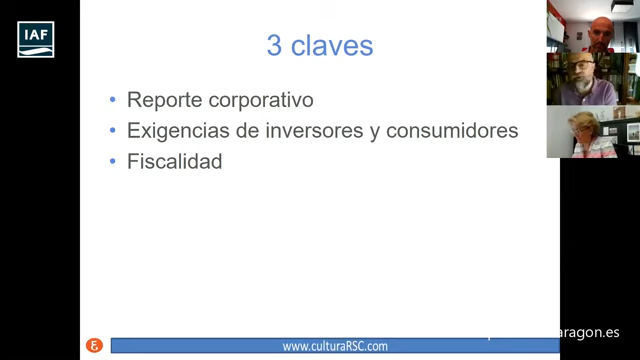 IAF
3 claves
• Reporte corporativo
• Exigencias de inversores y consumidores
• Fiscalidad
www.culturaRSC.com
aragon.es